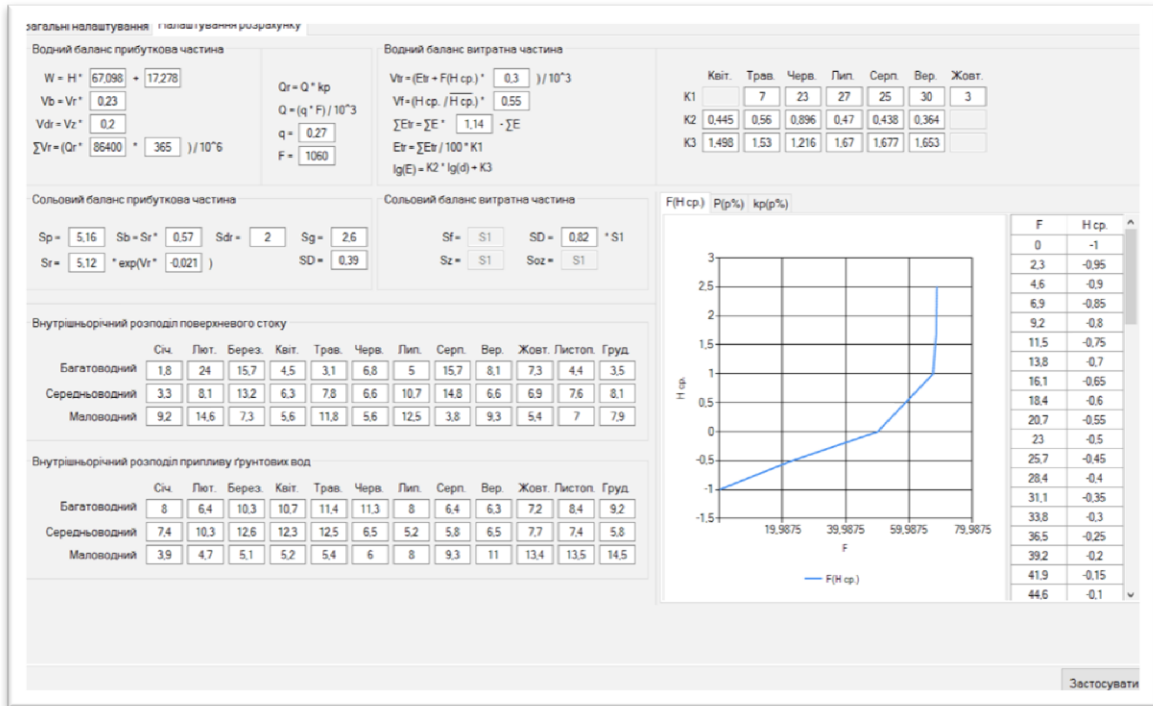 Загальні налаштування Налаштування розрахунку
Водний баланс прибуткова частина
W = H * 67,098 + 17,278
Vb = Vr * 0,23
Vdr = Vz * 0,2
∑Vr = (Qr * 86400 * 365 )/10^6
Qr = Q * kp
Q = (q * F) / 10^3
q = 0,27
F = 1060
Водний баланс витратна частина
Vtr = (Etr + F(H ср.) * 0,3 ) / 10^3
Vf = (H ср. / H ср.) * 0.55
∑Etr = ∑E * 1,14 - ∑E
Etr = ∑Etr / 100 * K1
lg(E) = K2 * lg(d) + K3
Квіт. Трав. Черв. Лип. Серп. Вер. Жовт.
K1 7 23 27 25 30 3
K2 0,445 0,56 0,896 0,47 0,438 0,364
K3 1,498 1,53 1,216 1,67 1,677 1,653
Сольовий баланс прибуткова частина
Sp = 5,16 Sb = Sr * 0,57 Sdr = 2 Sg = 2,6
Sr = 5,12 * exp(Vr * -0,021 ) SD = 0,39
Сольовий баланс витратна частина
Sf = S1 SD = 0,82 * S1
Sz = S1 Soz = S1
Внутрішньорічний розподіл поверхневого стоку
Січ. Лют. Берез. Квіт. Трав. Черв. Лип. Серп. Вер. Жовт. Листоп. Груд.
Багатоводний 1,8 24 15,7 4,5 3,1 6,8 5 15,7 8,1 7,3 4,4 3,5
Середньоводний 3,3 8,1 13,2 6,3 7,8 6,6 10,7 14,8 6,6 6,9 7,6 8,1
Маловодний 9,2 14,6 7,3 5,6 11,8 5,6 12,5 3,8 9,3 5,4 7 7,9
Внутрішньорічний розподіл припливу ґрунтових вод
Січ. Лют. Берез. Квіт. Трав. Черв. Лип. Серп. Вер. Жовт. Листоп. Груд.
Багатоводний 8 6,4 10,3 10,7 11,4 11,3 8 6,4 6,3 7,2 8,4 9,2
Середньоводний 7,4 10,3 12,6 12,3 12,5 6,5 5,2 5,8 6,5 7,7 7,4 5,8
Маловодний 3,9 4,7 5,1 5,2 5,4 6 8 9,3 11 13,4 13,5 14,5
F(H ср.) P(p%) kp(p%)
3
2,5
2
1,5
1
0,5
0
-0,5
-1
-1,5
H ср.
19,9875 39,9875 59,9875 79,9875
F
F(H ср.)
F H ср.
0 -1
2,3 -0,95
4,6 -0,9
6,9 -0,85
9,2 -0,8
11,5 -0,75
13,8 -0,7
16,1 -0,65
18,4 -0,6
20,7 -0,55
23 -0,5
25,7 -0,45
28,4 -0,4
31,1 -0,35
33,8 -0,3
36,5 -0,25
39,2 -0,2
41,9 -0,15
44,6 -0,1
Застосувати